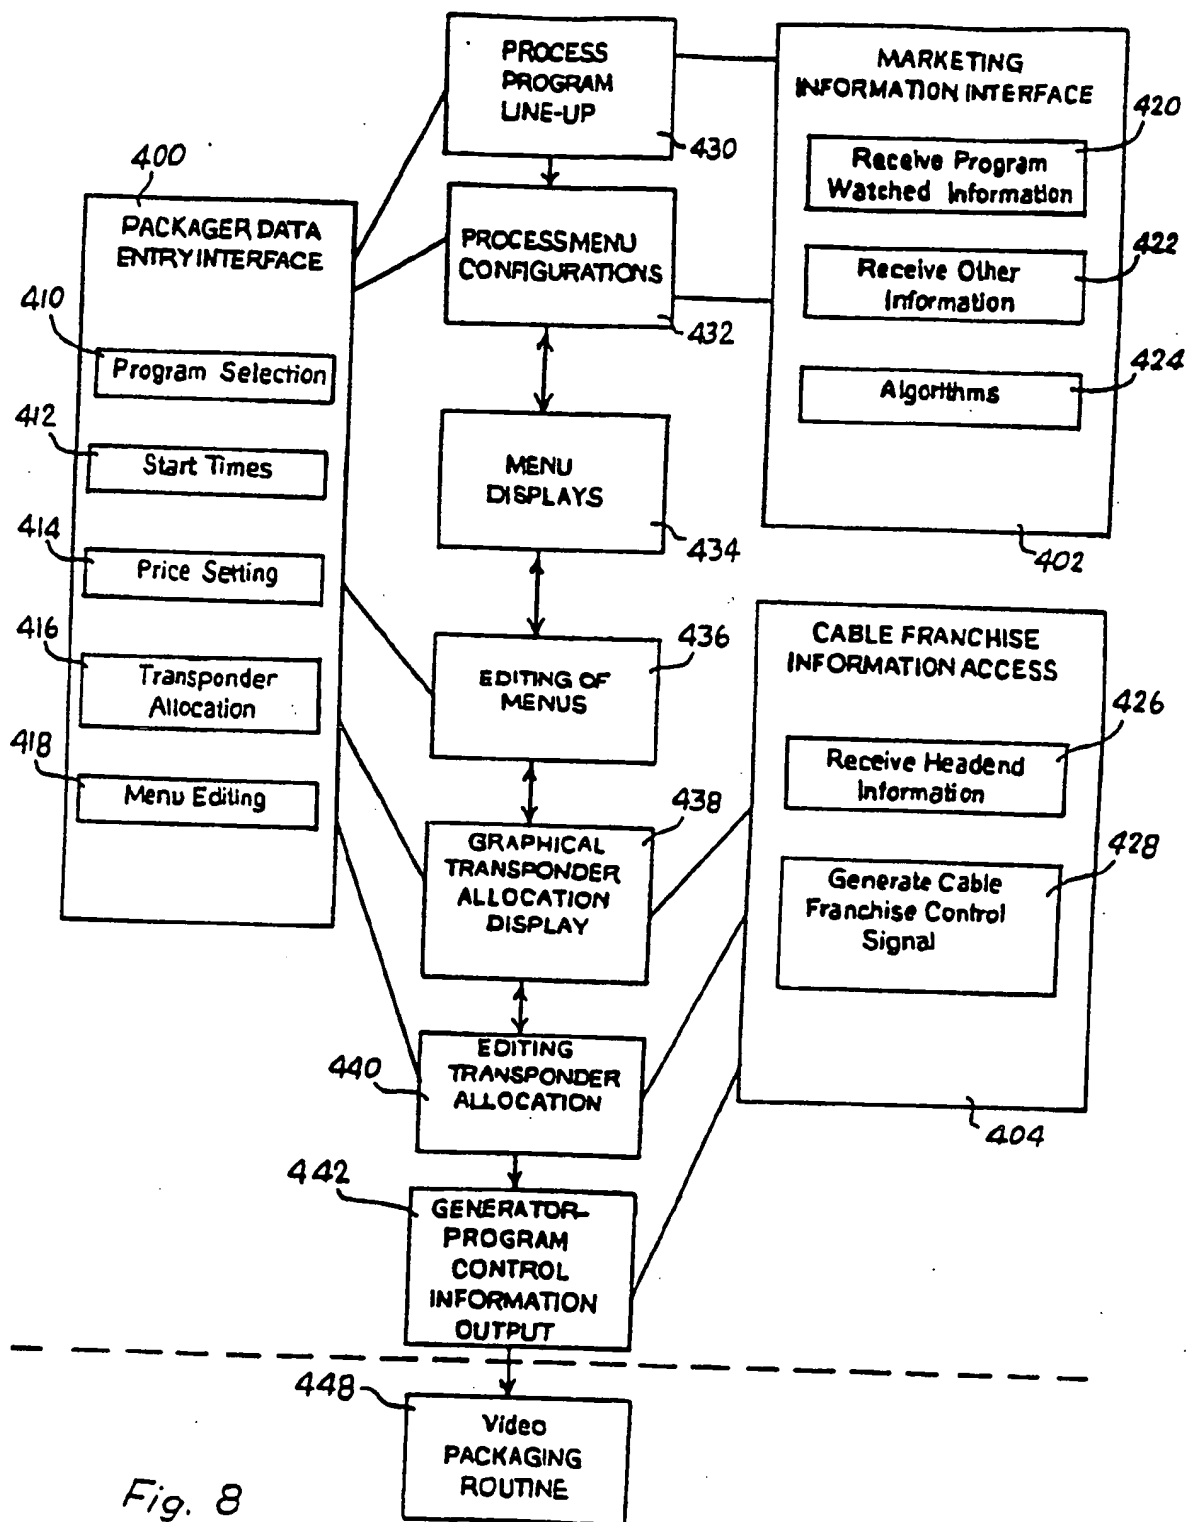 PROCESS
PROGRAM
LINE-UP
430
MARKETING
INFORMATION INTERFACE
420
Receive Program
Watched Information
422
Receive Other
Information
424
Algorithms
402
400
PACKAGER DATA
ENTRY INTERFACE
410
Program Selection
412
Start Times
414
Price Setting
416
Transponder
Allocation
418
Menu Editing
PROCESS MENU
CONFIGURATIONS
432
MENU
DISPLAYS
434
436
EDITING OF
MENUS
CABLE FRANCHISE
INFORMATION ACCESS
426
Receive Headend
Information
428
Generate Cable
Franchise Control
Signal
404
438
GRAPHICAL
TRANSPONDER
ALLOCATION
DISPLAY
440
EDITING
TRANSPONDER
ALLOCATION
442
GENERATOR-
PROGRAM
CONTROL
INFORMATION
OUTPUT
448
Video
PACKAGING
ROUTINE
Fig. 8